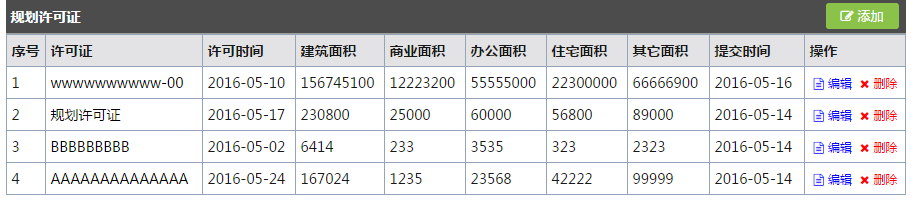 规划许可证 添加
序号 许可证 许可时间 建筑面积 商业面积 办公面积 住宅面积 其它面积 提交时间 操作
1 wwwwwwwwww-00 2016-05-10 156745100 12223200 55555000 22300000 66666900 2016-05-16 编辑 删除
2 规划许可证 2016-05-17 230800 25000 60000 56800 89000 2016-05-14 编辑 删除
3 BBBBBBBBB 2016-05-02 6414 233 3535 323 2323 2016-05-14 编辑 删除
4 AAAAAAAAAAAAAA 2016-05-24 167024 1235 23568 42222 99999 2016-05-14 编辑 删除